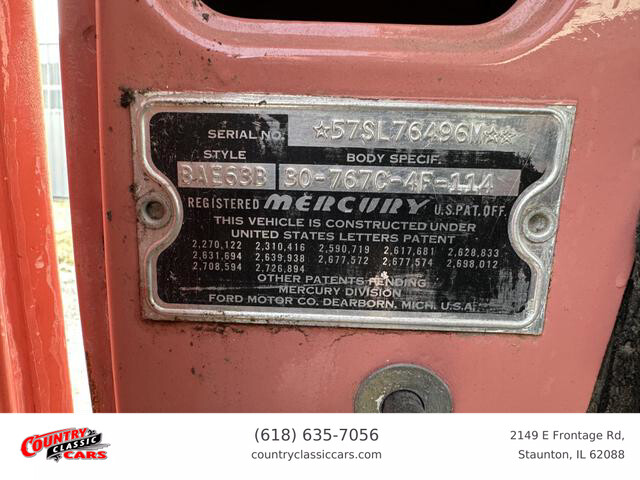 SERIAL NO. ☆57SL76496M☆☆
STYLE BODY SPECIF.
BAE63B 30-767C-4F-114
REGISTERED MERCURY U.S.PAT.OFF.
THIS VEHICLE IS CONSTRUCTED UNDER
UNITED STATES LETTERS PATENT
2,270,122 2,310,416 2,590,719 2,617,681 2,628,833
2,631,694 2,639,938 2,677,572 2,677,574 2,698,012
2,708,594 2,726,894
OTHER PATENTS PENDING
MERCURY DIVISION
FORD MOTOR CO. DEARBORN, MICH. U.S.A.
COUNTRY
CLASSIC
CARS
(618) 635-7056
countryclassiccars.com
2149 E Frontage Rd,
Staunton, IL 62088